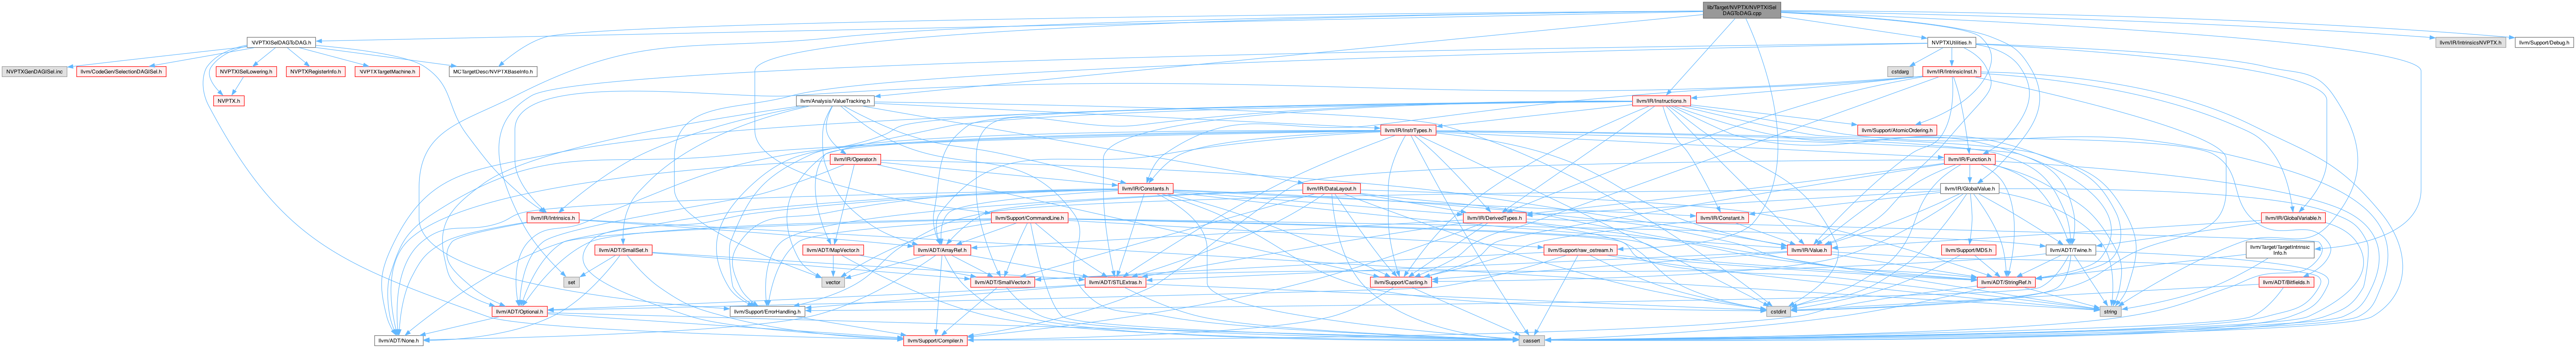 lib/Target/NVPTX/NVPTXISel
DAGToDAG.cpp
NVPTXISelDAGToDAG.h
NVPTXUtilities.h
llvm/IR/IntrinsicsNVPTX.h
llvm/Support/Debug.h
NVPTXGenDAGISel.inc
llvm/CodeGen/SelectionDAGISel.h
NVPTXISelLowering.h
NVPTXRegisterInfo.h
NVPTXTargetMachine.h
MCTargetDesc/NVPTXBaseInfo.h
cstdarg
llvm/IR/IntrinsicInst.h
NVPTX.h
llvm/Analysis/ValueTracking.h
llvm/IR/Instructions.h
llvm/IR/InstrTypes.h
llvm/Support/AtomicOrdering.h
llvm/IR/Operator.h
llvm/IR/Function.h
llvm/IR/Constants.h
llvm/IR/DataLayout.h
llvm/IR/GlobalValue.h
llvm/IR/Intrinsics.h
llvm/Support/CommandLine.h
llvm/IR/DerivedTypes.h
llvm/IR/Constant.h
llvm/IR/GlobalVariable.h
llvm/ADT/SmallSet.h
llvm/ADT/MapVector.h
llvm/ADT/ArrayRef.h
llvm/Support/raw_ostream.h
llvm/IR/Value.h
llvm/Support/MD5.h
llvm/ADT/Twine.h
llvm/Target/TargetIntrinsic
Info.h
set
vector
llvm/ADT/SmallVector.h
llvm/ADT/STLExtras.h
llvm/Support/Casting.h
llvm/ADT/StringRef.h
llvm/ADT/Bitfields.h
llvm/ADT/Optional.h
llvm/Support/ErrorHandling.h
cstdint
string
llvm/ADT/None.h
llvm/Support/Compiler.h
cassert